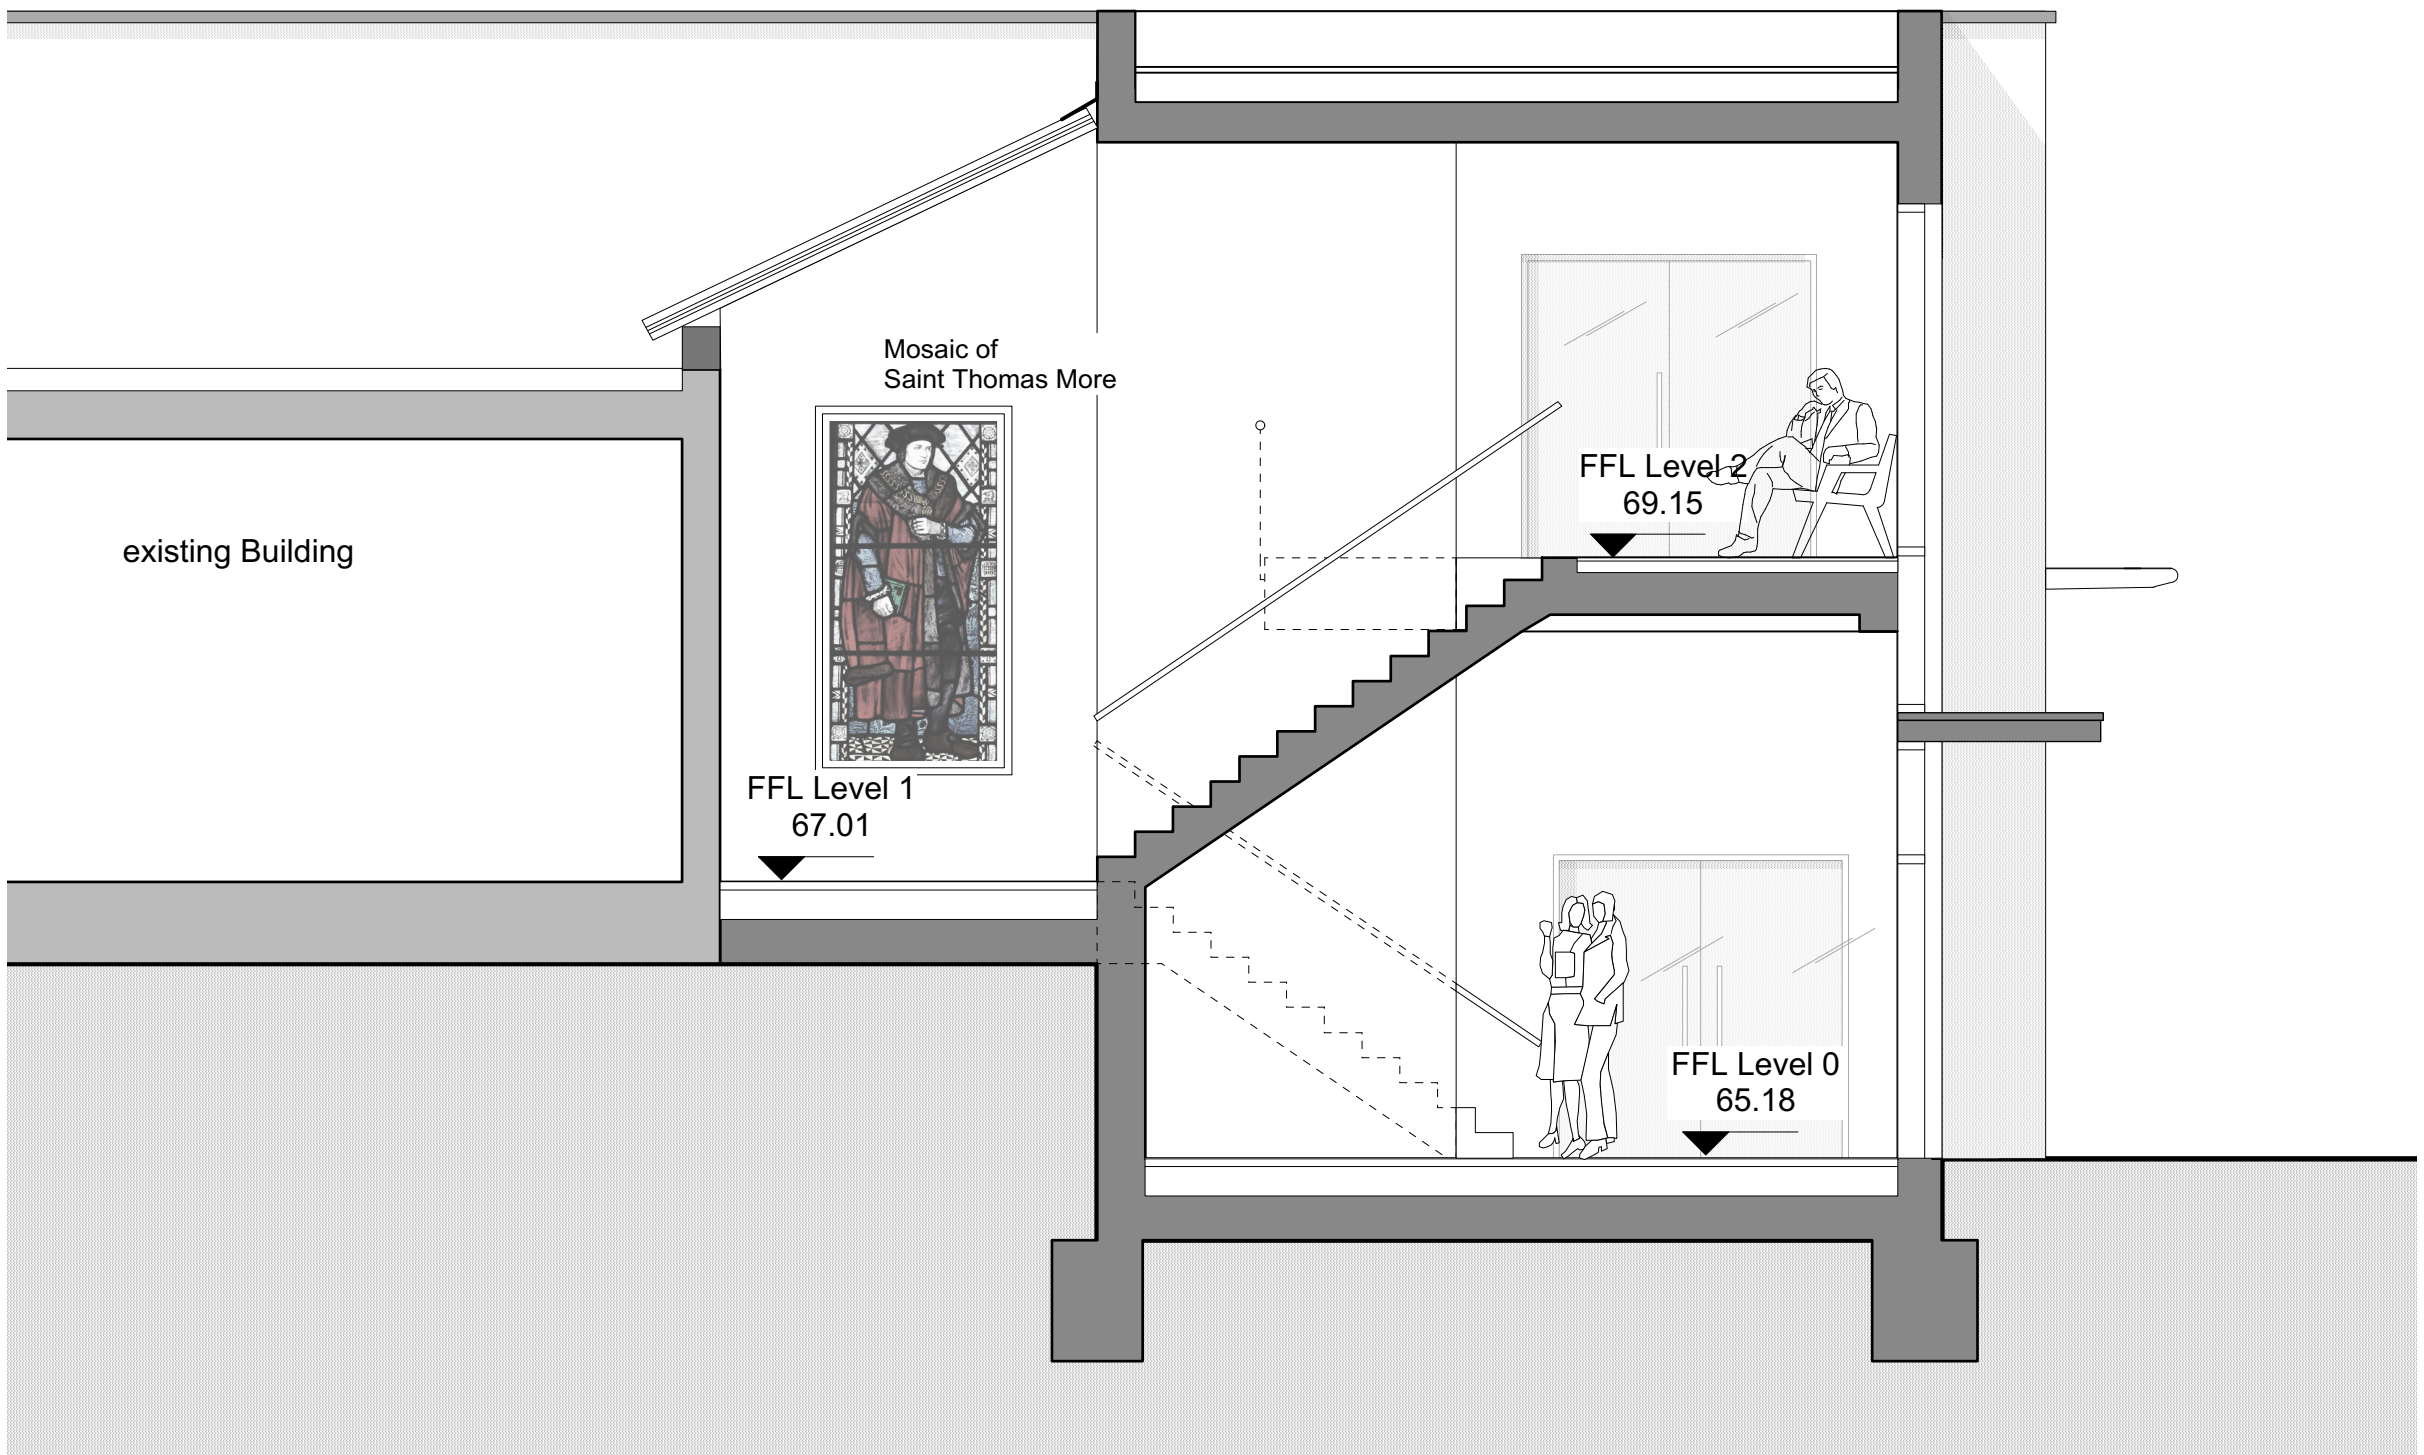 Mosaic of
Saint Thomas More
FFL Level 2
69.15
existing Building
FFL Level 1
67.01
FFL Level 0
65.18